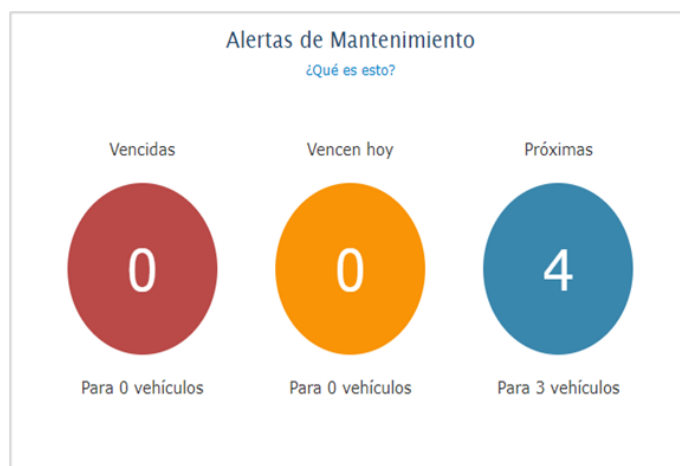 Alertas de Mantenimiento
¿Qué es esto?
Vencidas Vencen hoy Próximas
0 0 4
Para 0 vehículos Para 0 vehículos Para 3 vehículos